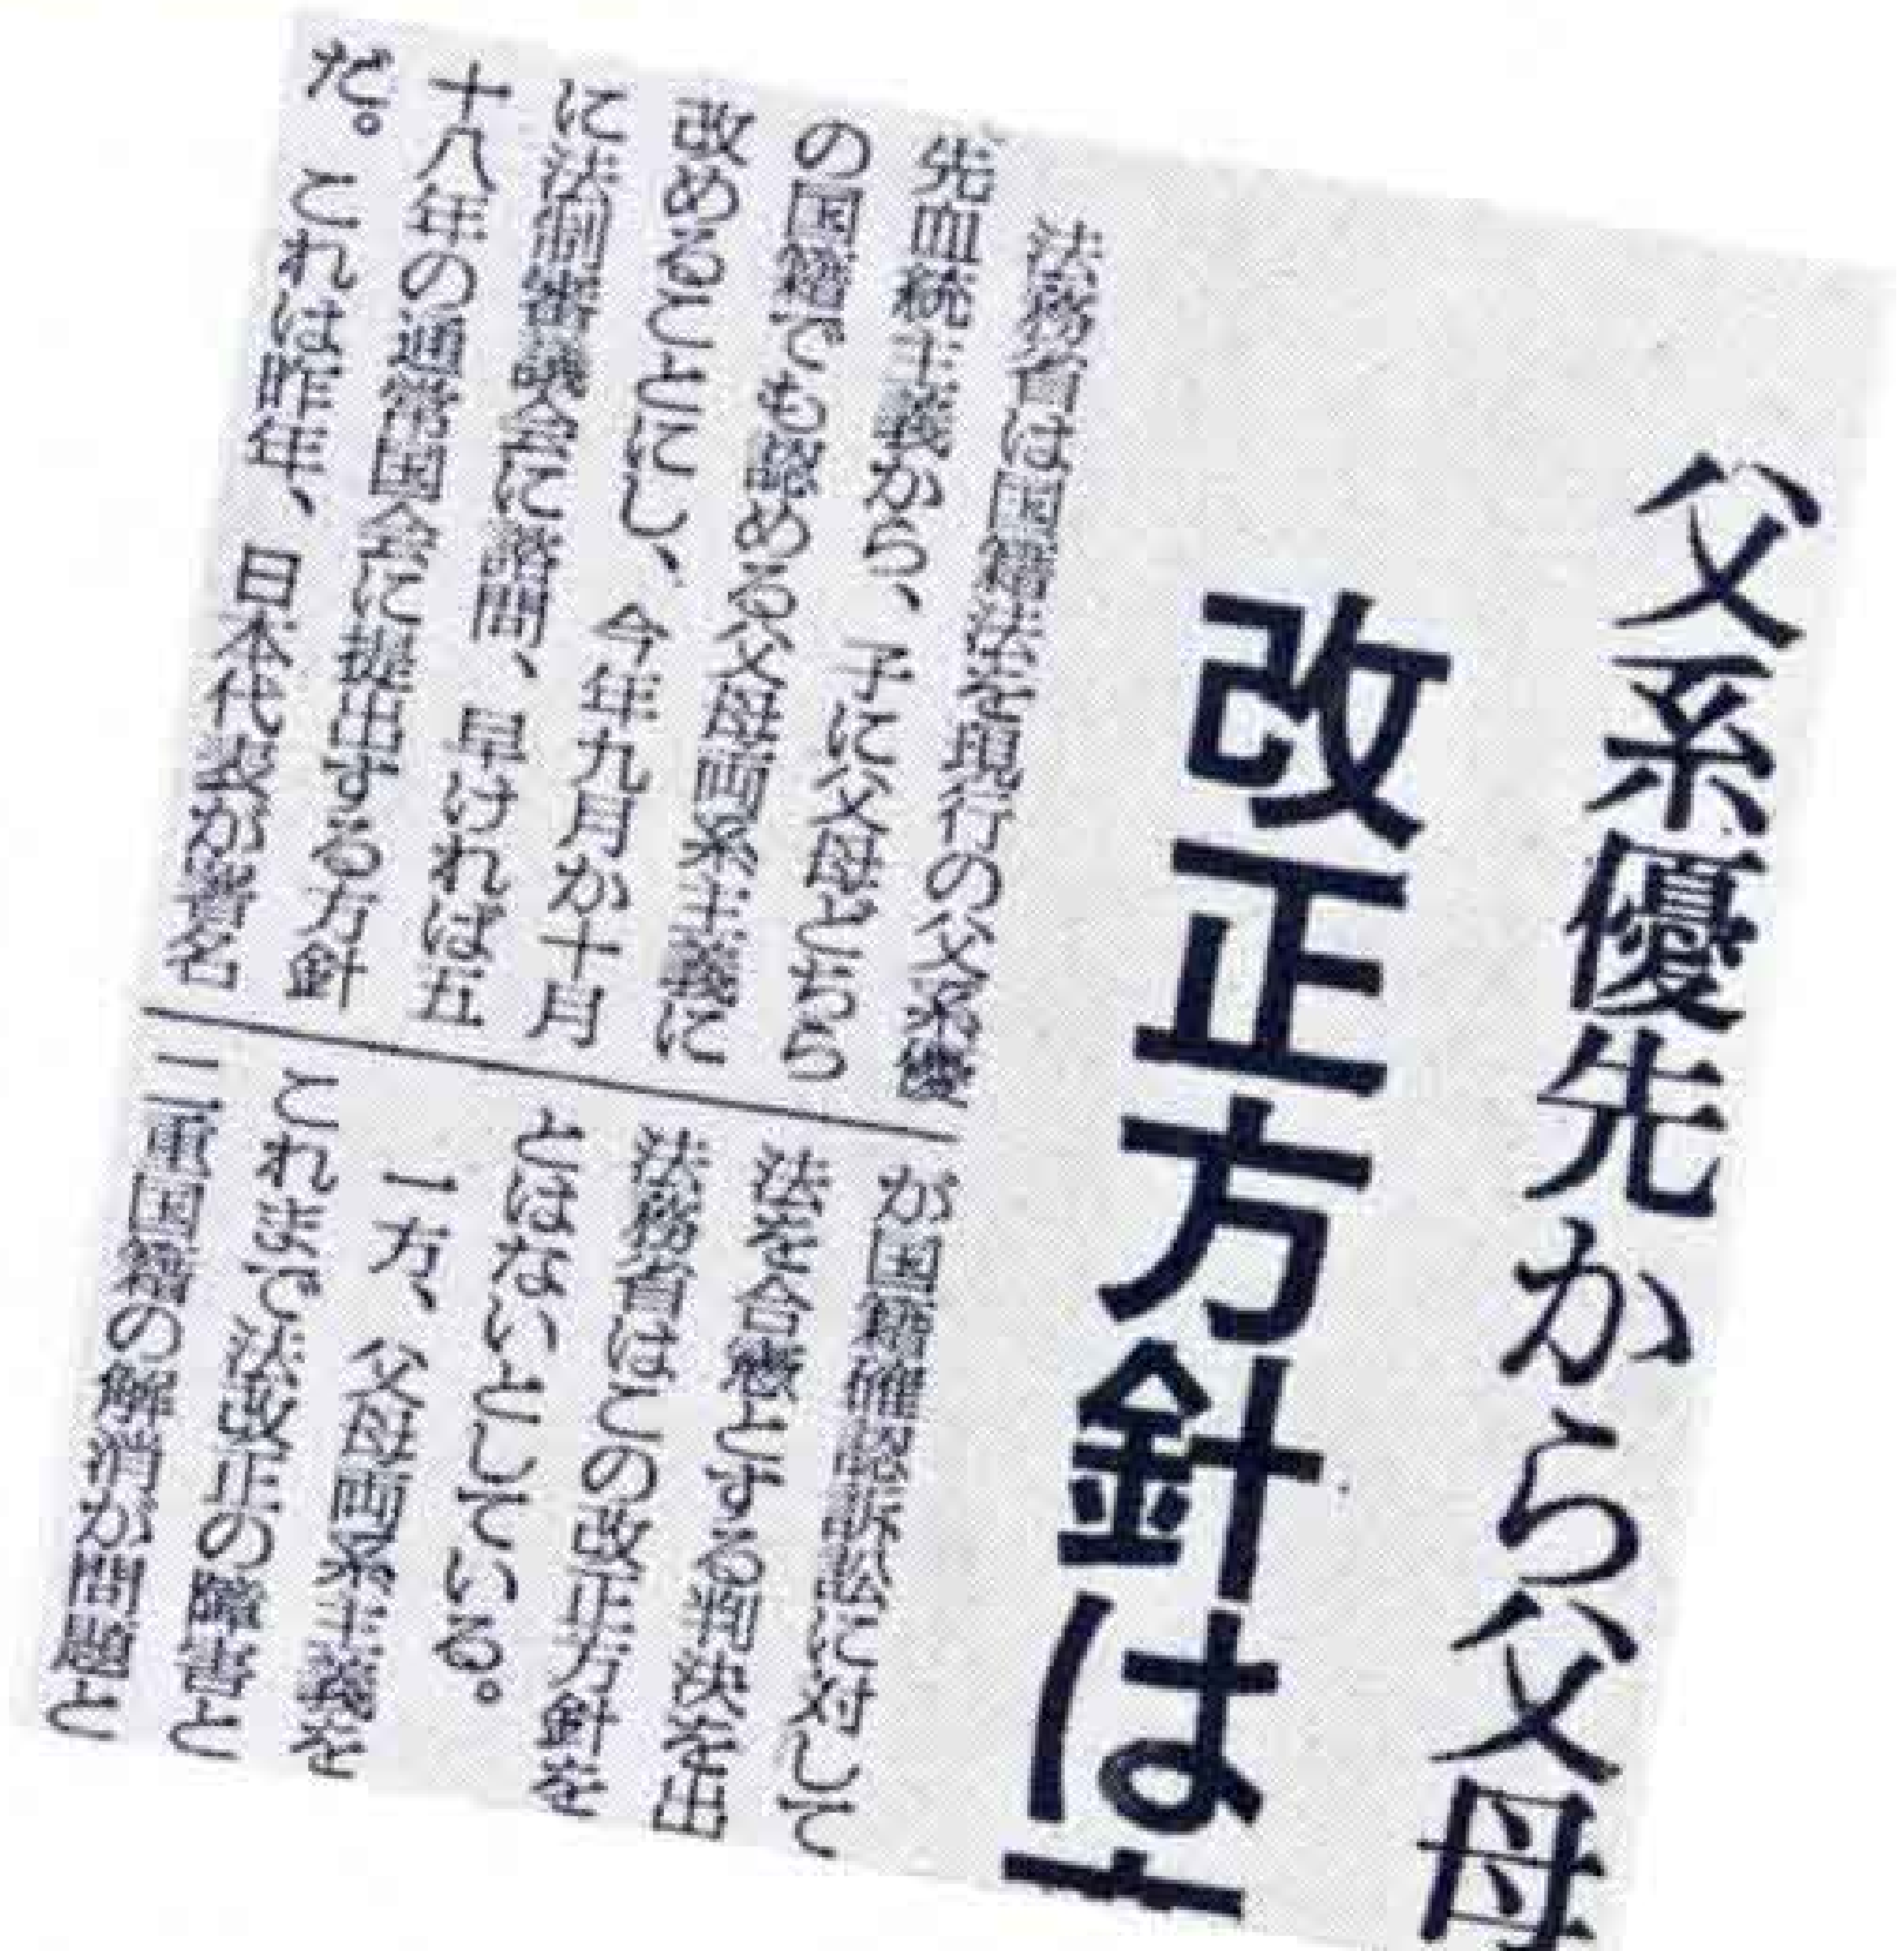 父系優先から父母
改正方針は
法務省は国籍法を現行の父系優
先血統主義から、子に父母どちら
の国籍でも認める父母両系主義に
改めることにし、今年九月か十月
に法制審議会に諮問、早ければ五
十八年の通常国会に提出する方針
だ。これは昨年、日本代表が署名
が国籍確認訴訟に対して
法を合憲とする判決を出
法務省はこの改正方針を
とはないとしている。
一方、父母両系主義を
これまで法改正の障害と
二重国籍の解消が問題と